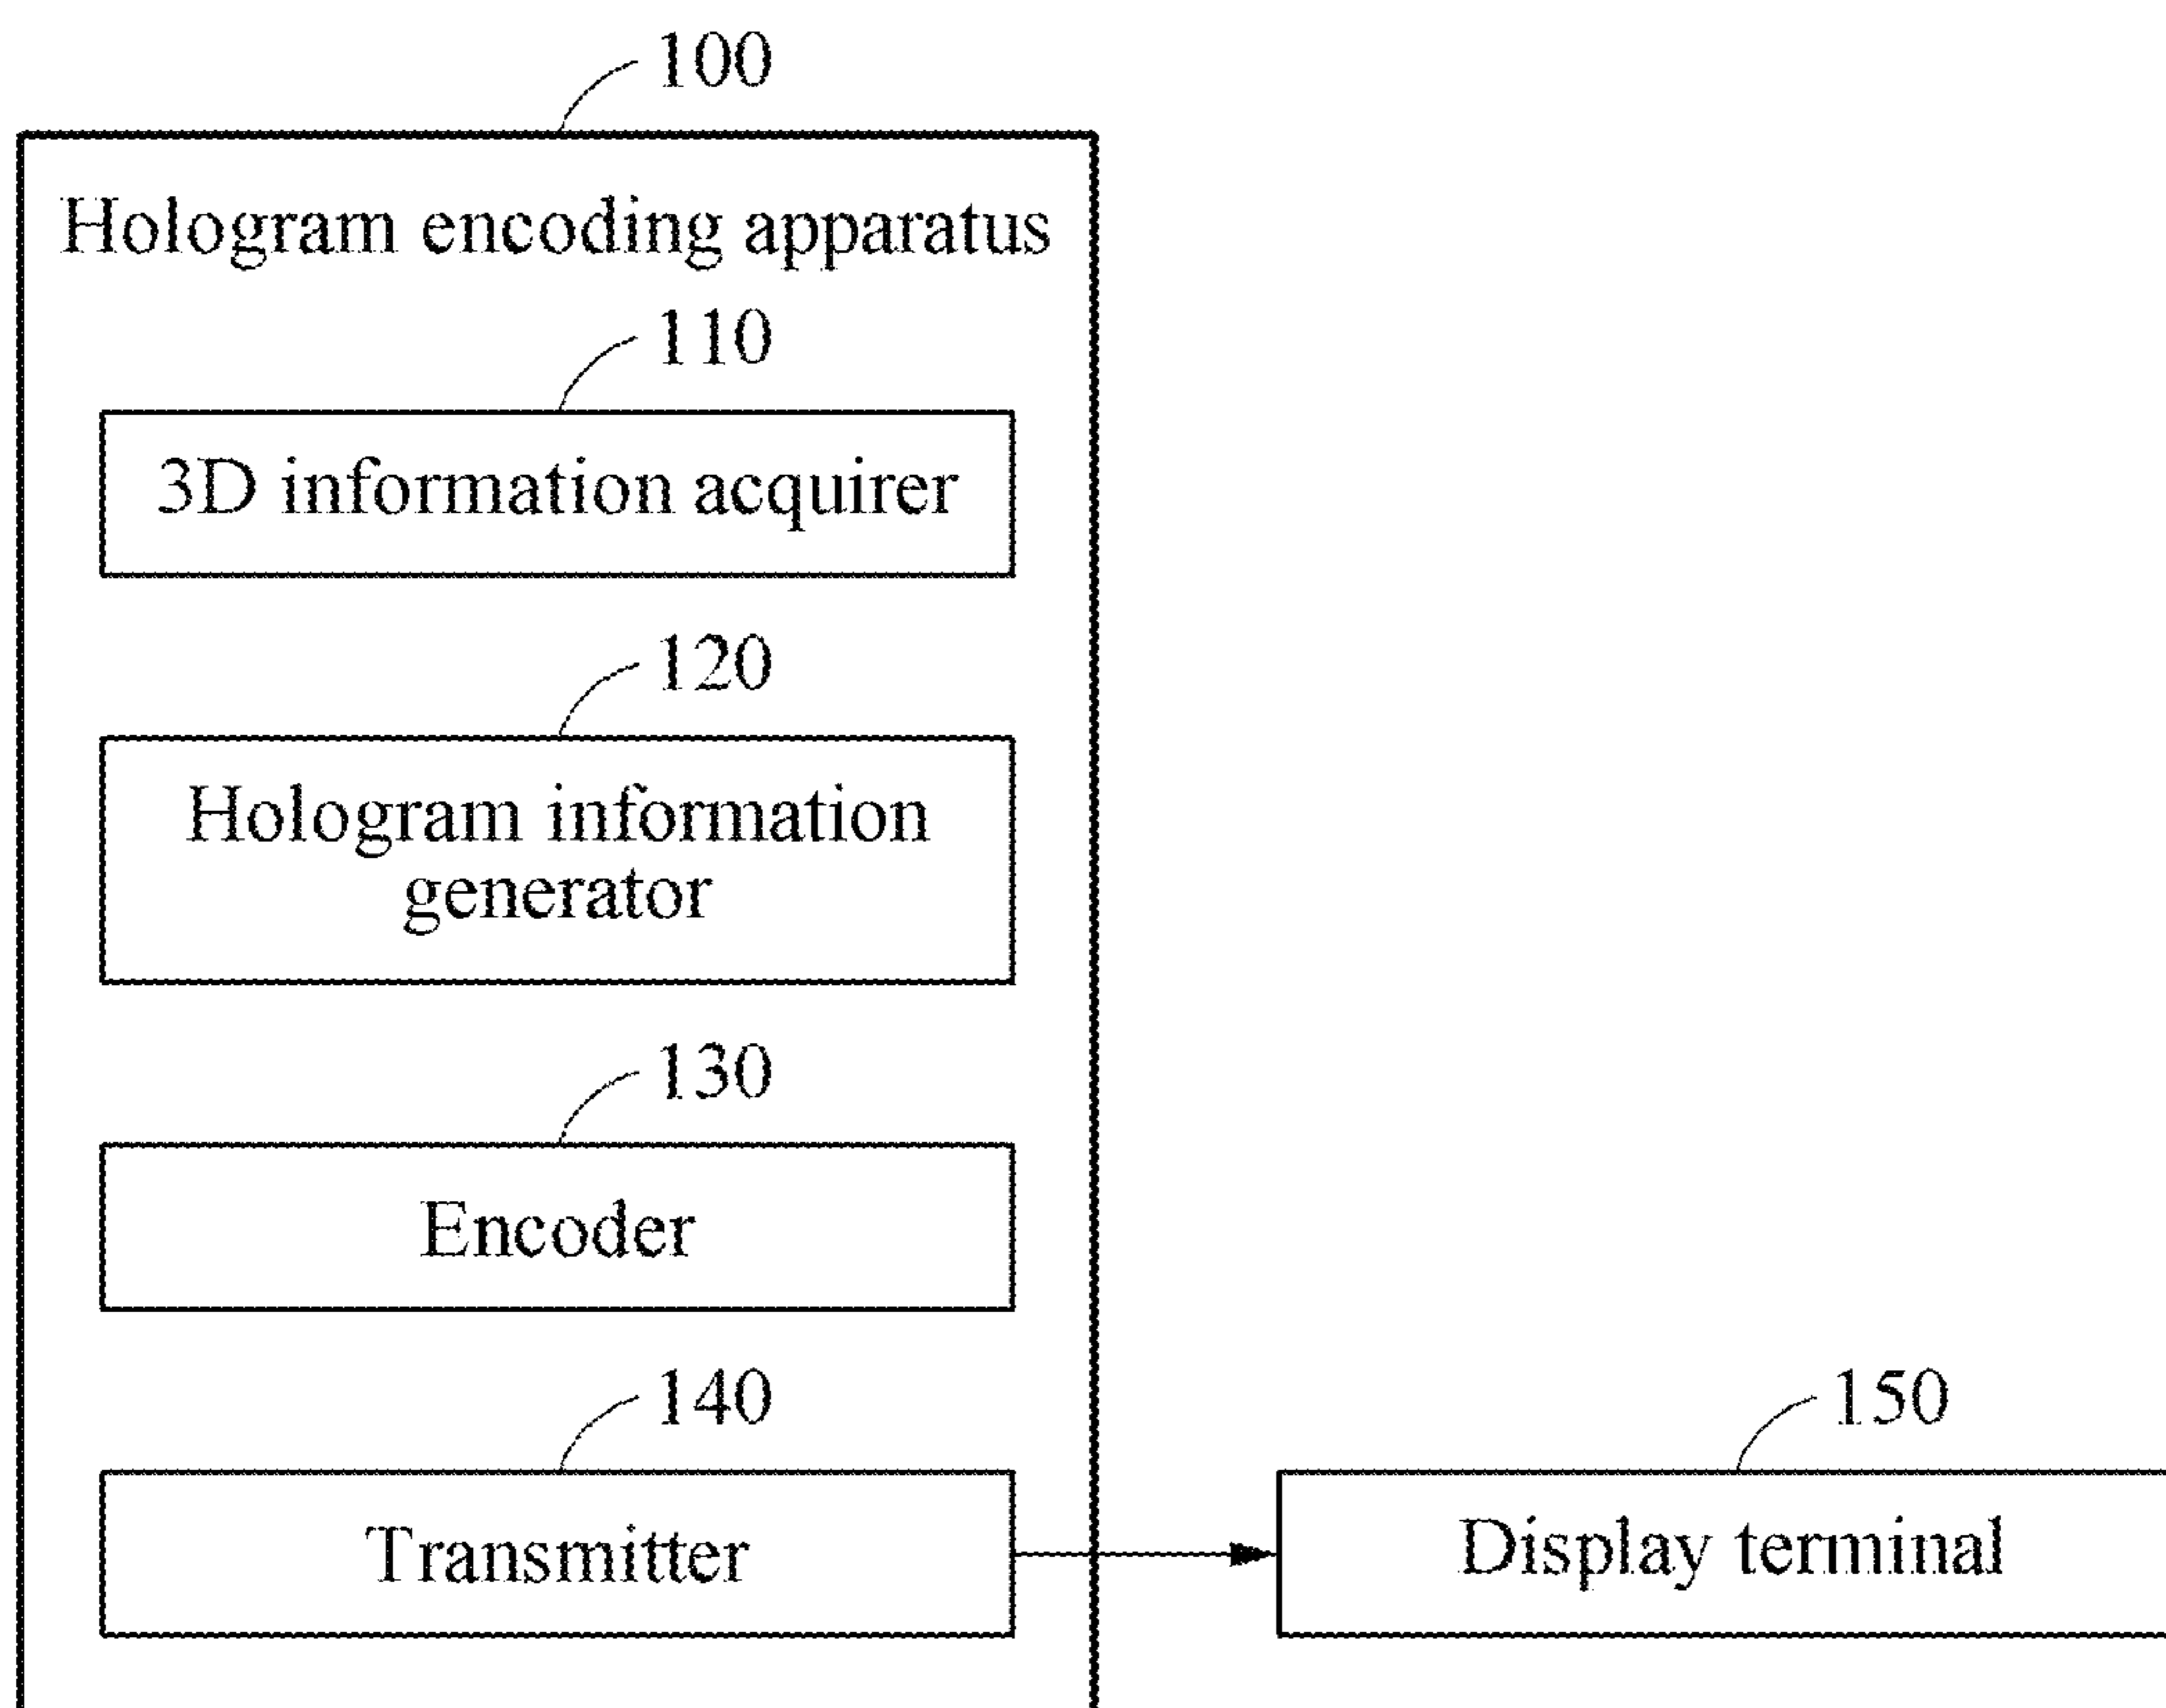 100
Hologram encoding apparatus
110
3D information acquirer
120
Hologram information
generator
130
Encoder
140
Transmitter
150
Display terminal